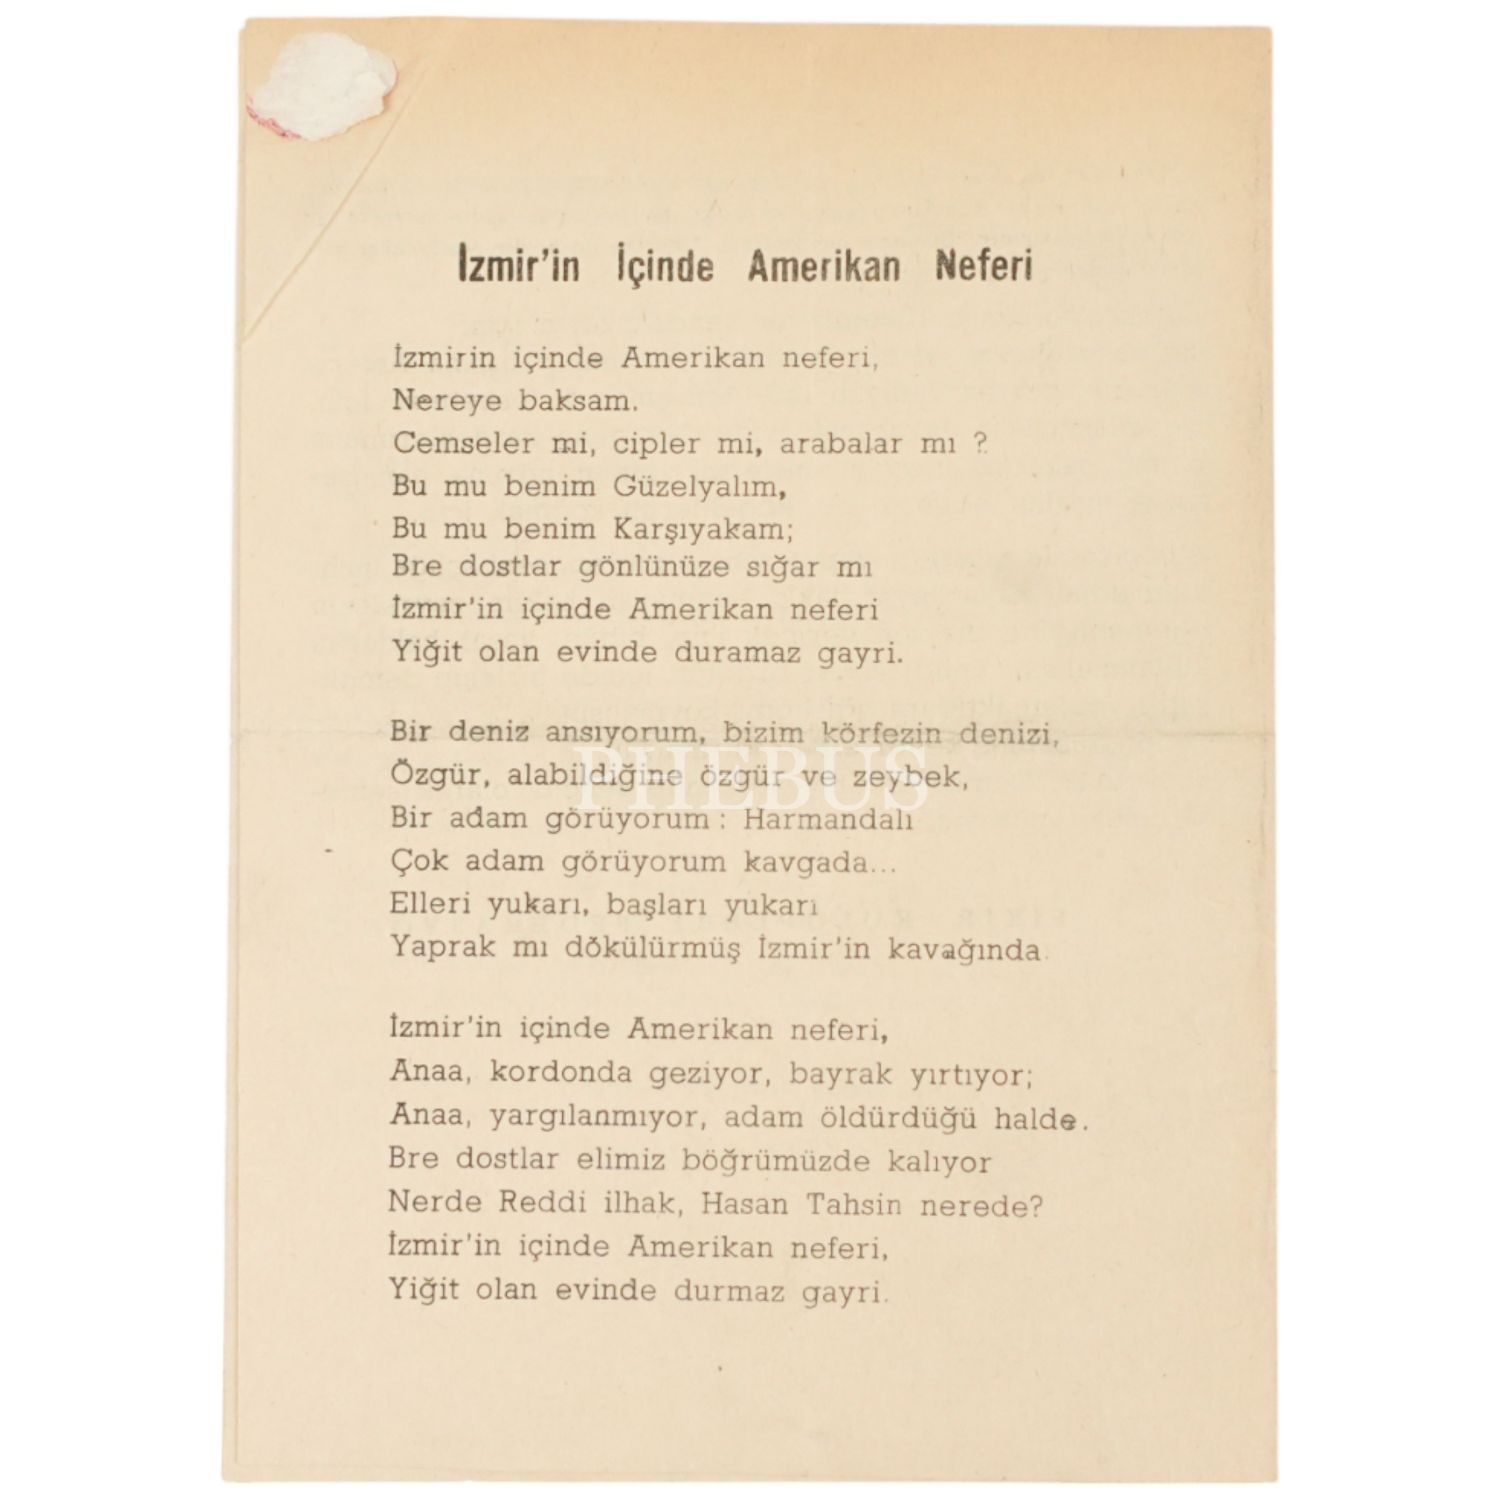 İzmir'in İçinde Amerikan Neferi
İzmirin içinde Amerikan neferi,
Nereye baksam.
Cemseler mi, cipler mi, arabalar mı ?
Bu mu benim Güzelyalım,
Bu mu benim Karşıyakam;
Bre dostlar gönlünüze sığar mı
İzmir'in içinde Amerikan neferi
Yiğit olan evinde duramaz gayri.
Bir deniz ansıyorum, bizim körfezin denizi,
Özgür, alabildiğine özgür ve zeybek,
PHEBUS
Bir adam görüyorum : Harmandalı
Çok adam görüyorum kavgada...
Elleri yukarı, başları yukarı
Yaprak mı dökülürmüş İzmir'in kavağında.
İzmir'in içinde Amerikan neferi,
Anaa, kordonda geziyor, bayrak yırtıyor;
Anaa, yargılanmıyor, adam öldürdüğü halde.
Bre dostlar elimiz böğrümüzde kalıyor
Nerde Reddi ilhak, Hasan Tahsin nerede?
İzmir'in içinde Amerikan neferi,
Yiğit olan evinde durmaz gayri.